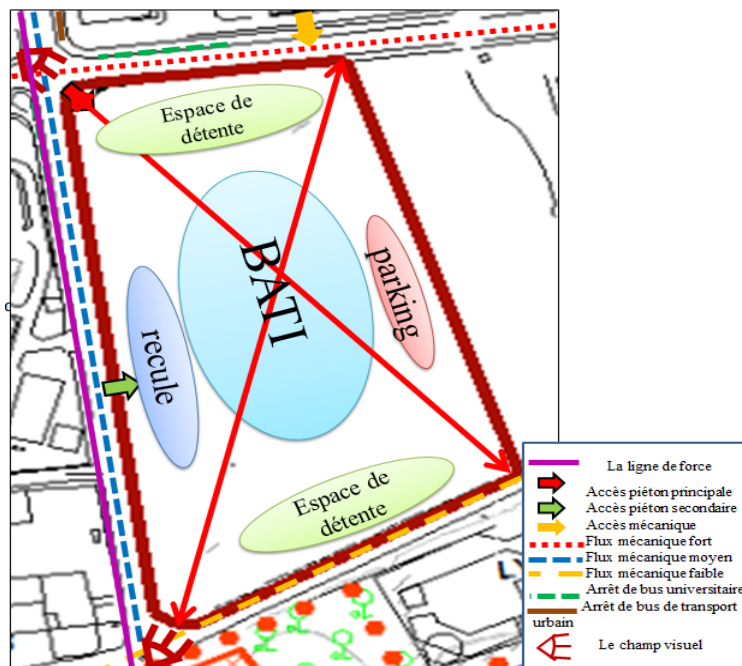 Espace de
détente
BATI
parking
recule
Espace de
détente
La ligne de force
Accès piéton principale
Accès piéton secondaire
Accès mécanique
Flux mécanique fort
Flux mécanique moyen
Flux mécanique faible
Arrêt de bus universitaire
Arrêt de bus de transport
urbain
Le champ visuel